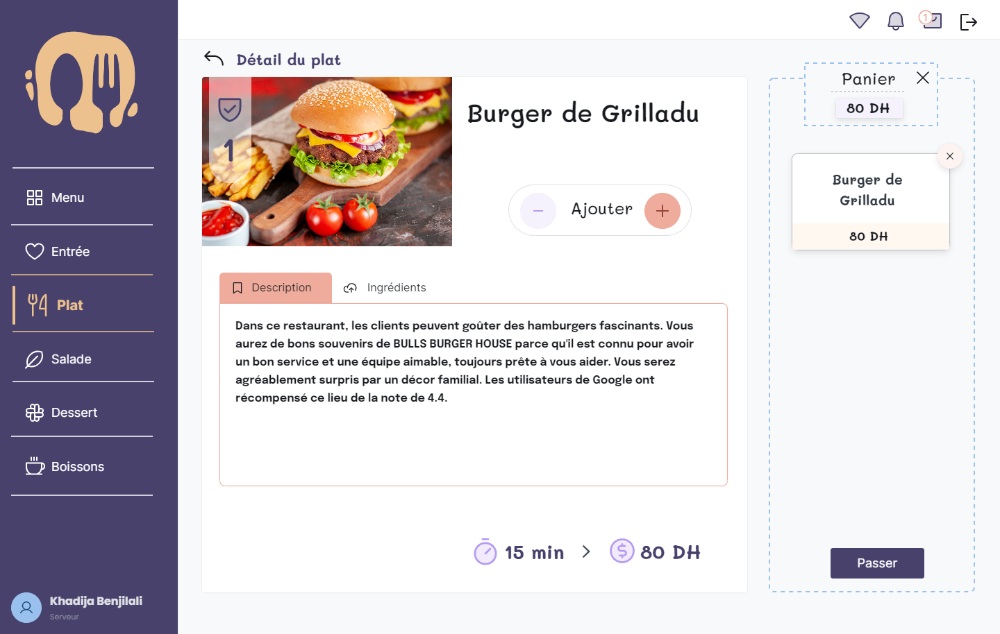 1
Détail du plat
Panier
80 DH
1
Burger de Grilladu
Menu
Ajouter
Burger de
Grilladu
80 DH
Entrée
Description
Ingrédients
Plat
Dans ce restaurant, les clients peuvent goûter des hamburgers fascinants. Vous
aurez de bons souvenirs de BULLS BURGER HOUSE parce qu'il est connu pour avoir
un bon service et une équipe aimable, toujours prête à vous aider. Vous serez
agréablement surpris par un décor familial. Les utilisateurs de Google ont
récompensé ce lieu de la note de 4.4.
Salade
Dessert
Boissons
15 min
80 DH
Passer
Khadija Benjilali
Serveur